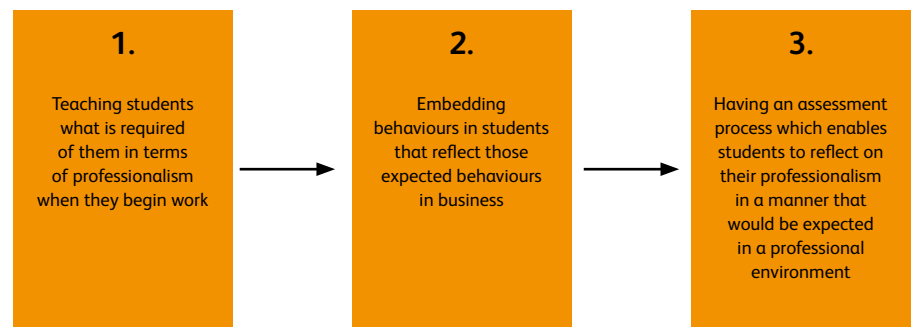 1.
Teaching students
what is required
of them in terms
of professionalism
when they begin work
2.
Embedding
behaviours in students
that reflect those
expected behaviours
in business
3.
Having an assessment
process which enables
students to reflect on
their professionalism
in a manner that
would be expected
in a professional
environment